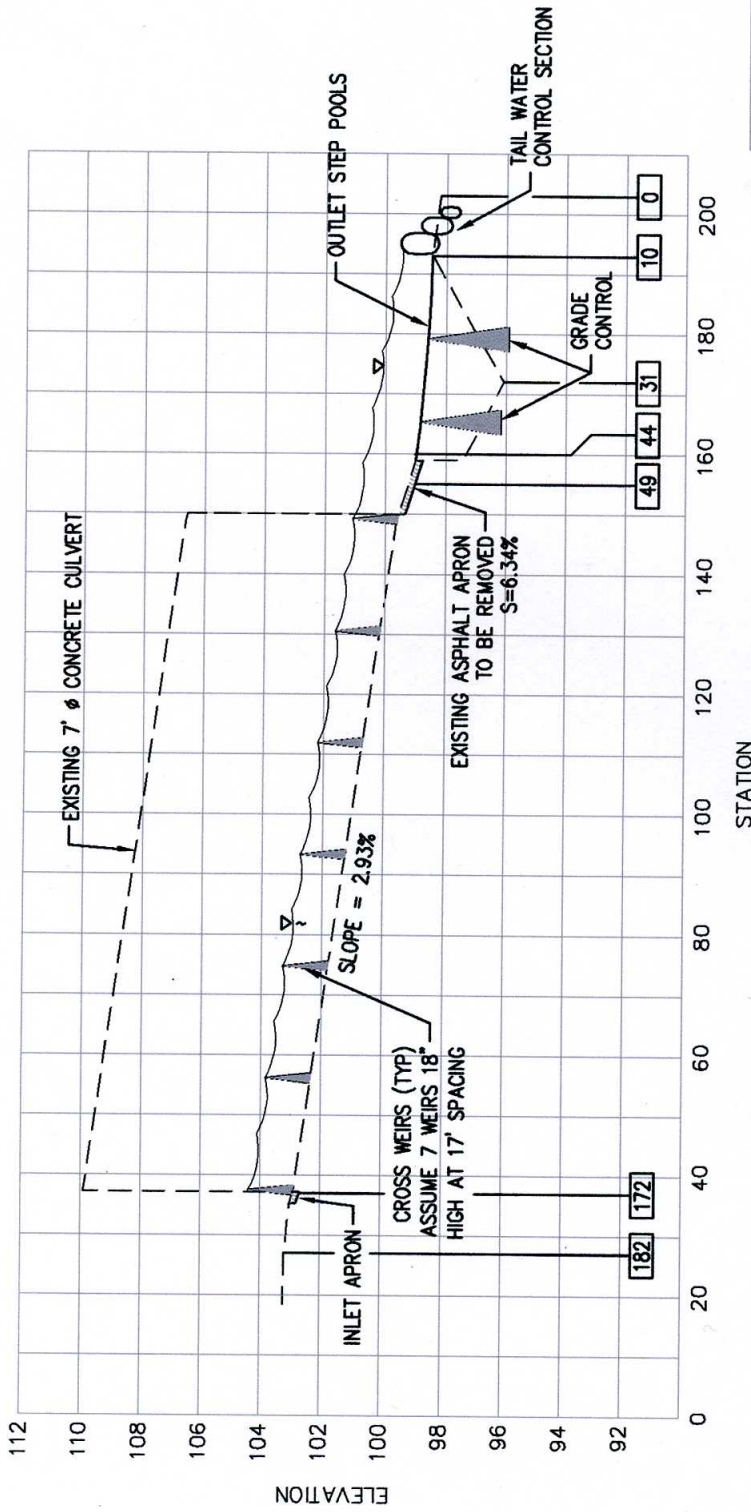 112
110
108
106
104
102
100
98
96
94
92
ELEVATION
0
20
40
60
80
100
120
140
160
180
200
STATION
EXISTING 7' ø CONCRETE CULVERT
OUTLET STEP POOLS
TAIL WATER
CONTROL SECTION
GRADE
CONTROL
EXISTING ASPHALT APRON
TO BE REMOVED
S=6.34%
SLOPE = 2.93%
CROSS WEIRS (TYP)
ASSUME 7 WEIRS 18"
HIGH AT 17' SPACING
INLET APRON
182
172
49
44
31
10
0